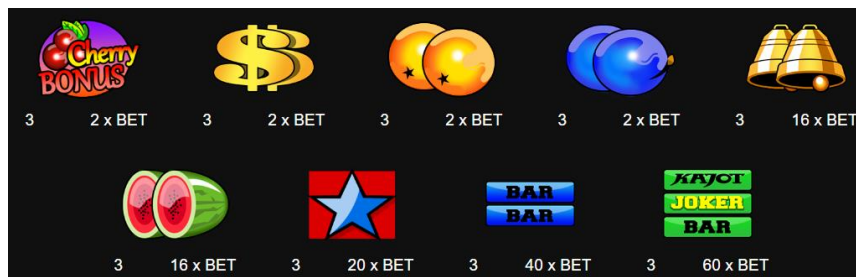 Cherry
BONUS
$
3 2 x BET 3 2 x BET 3 2 x BET 3 2 x BET 3 16 x BET
BAR
BAR
KAJOT
JOKER
BAR
3 16 x BET 3 20 x BET 3 40 x BET 3 60 x BET